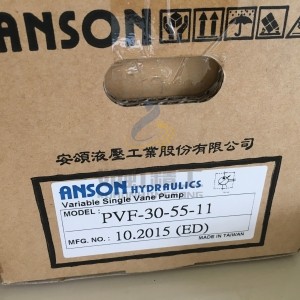 ANSON
安頌液壓工業股份有限公司
ANSON HYDRAULICS
Variable Single Vane Pump
MODEL: PVF-30-55-11
MFG. NO.: 10.2015 (ED)
MADE IN TAIWAN